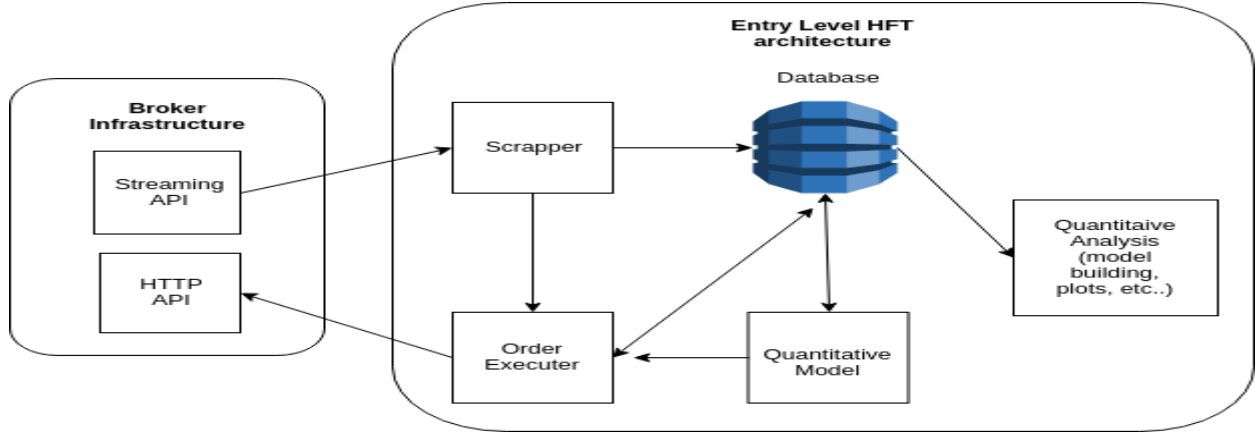 Entry Level HFT
architecture
Database
Broker
Infrastructure
Scrapper
Streaming
API
Quantitaive
Analysis
(model
building,
plots, etc..)
HTTP
API
Order
Executer
Quantitative
Model